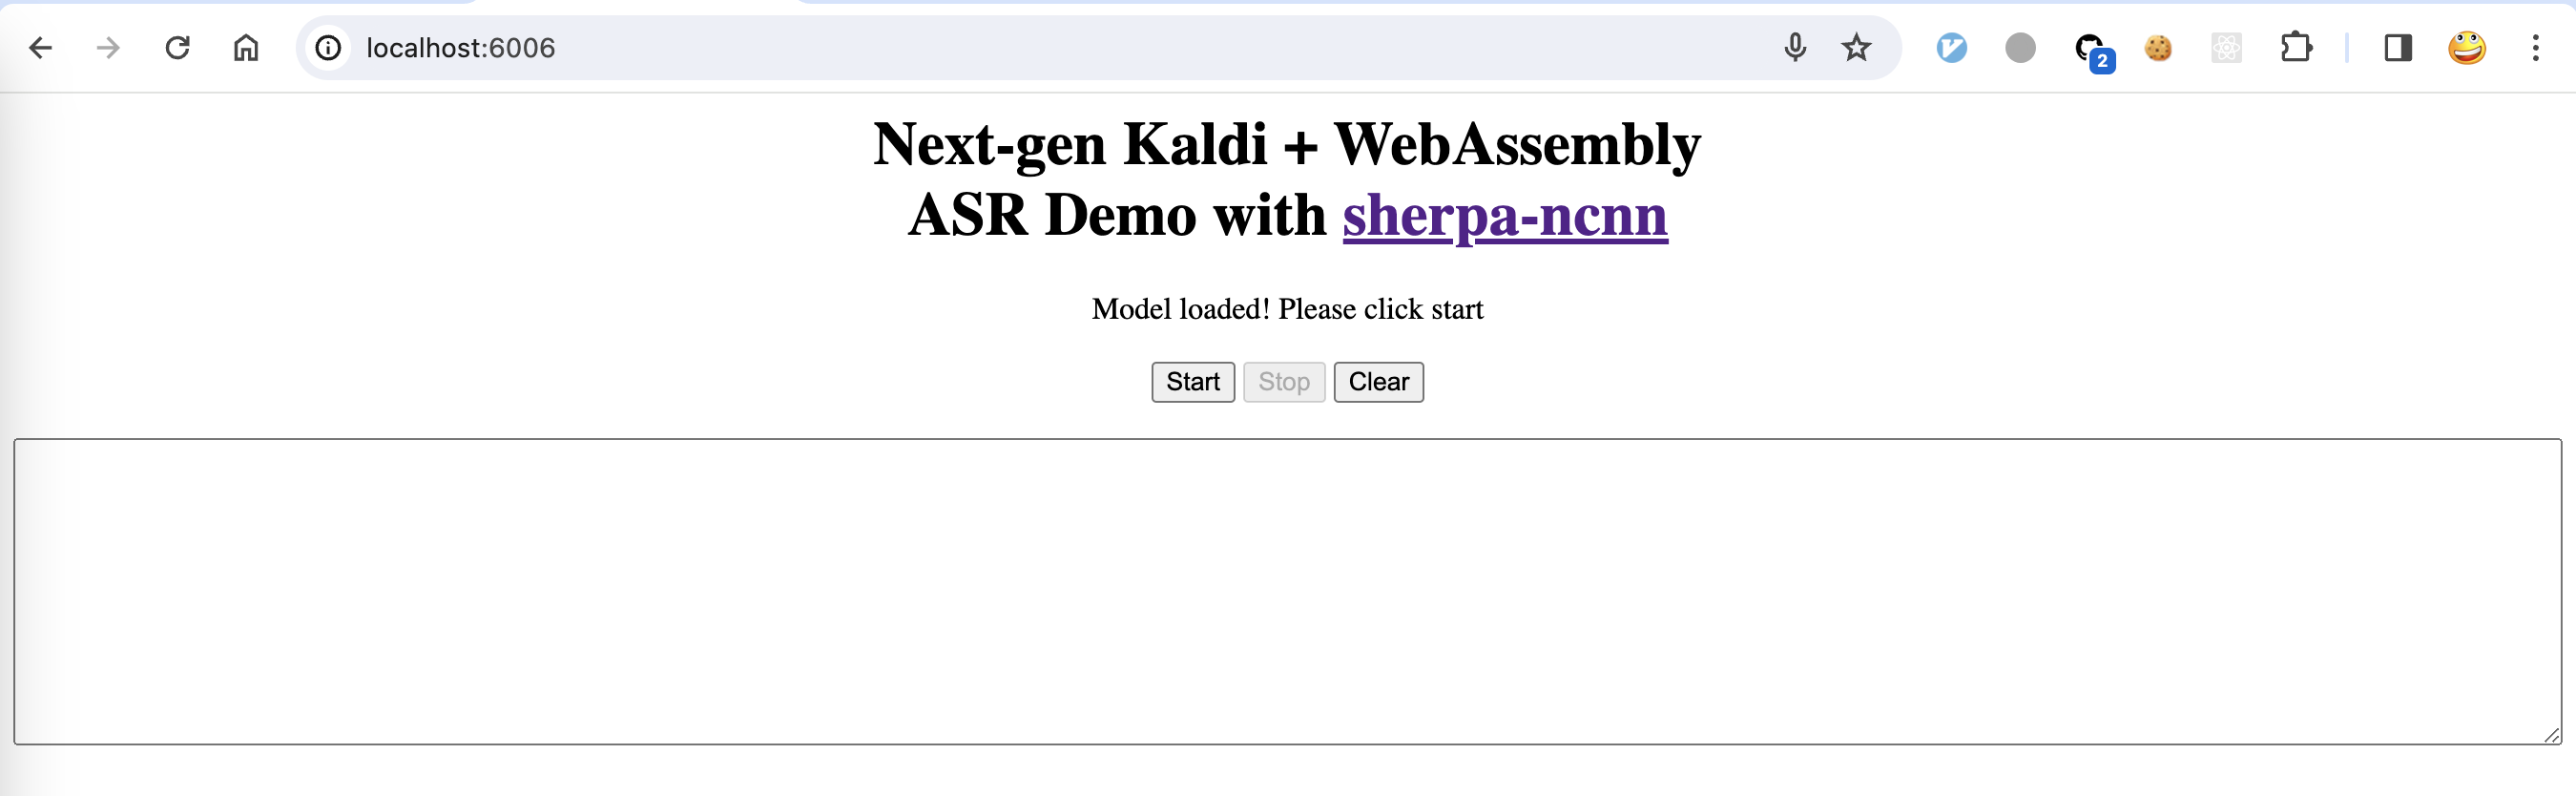 localhost:6006
2
Next-gen Kaldi + WebAssembly
ASR Demo with sherpa-ncnn
Model loaded! Please click start
Start Stop Clear